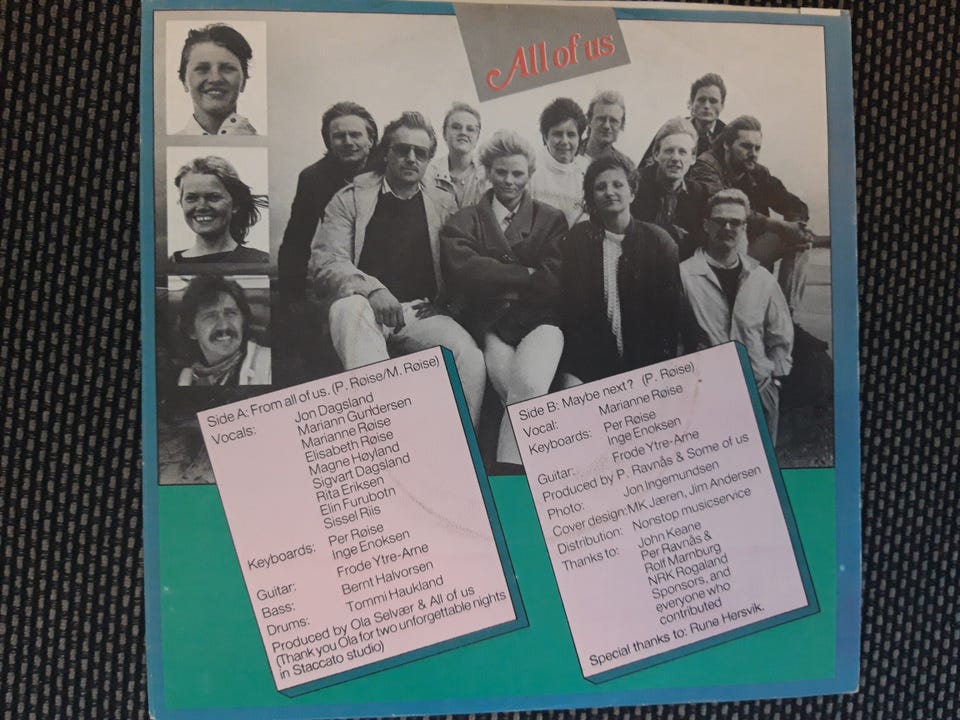 All of us
Side A: From all of us. (P. Røise/M. Røise)
Vocals: Jon Dagsland
Mariann Gundersen
Marianne Røise
Elisabeth Røise
Magne Høyland
Sigvart Dagsland
Rita Eriksen
Elin Furubotn
Sissel Riis
Keyboards: Per Røise
Inge Enoksen
Frode Ytre-Arne
Guitar: Bernt Halvorsen
Bass: Tommi Haukland
Drums:
Produced by Ola Selvær & All of us
(Thank you Ola for two unforgettable nights
in Staccato studio)
Side B: Maybe next? (P. Røise)
Vocal: Marianne Røise
Keyboards: Per Røise
Inge Enoksen
Guitar: Frode Ytre-Arne
Produced by P. Ravnås & Some of us
Photo: Jon Ingemundsen
Cover design: MK Jæren, Jim Andersen
Distribution: Nonstop musicservice
Thanks to: John Keane
Per Ravnås &
Rolf Marnburg
NRK Rogaland
Sponsors, and
everyone who
contributed
Special thanks to: Rune Hersvik.